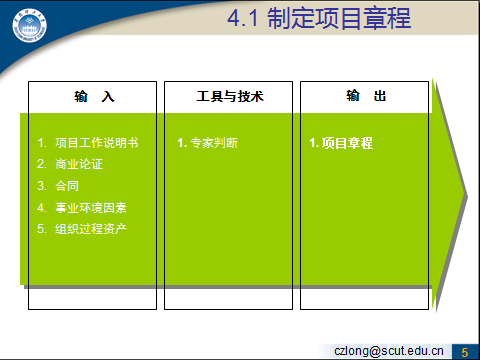 4.1 制定项目章程
输 入
工具与技术
输 出
1. 项目工作说明书
2. 商业论证
3. 合同
4. 事业环境因素
5. 组织过程资产
1. 专家判断
1. 项目章程
czlong@scut.edu.cn
5